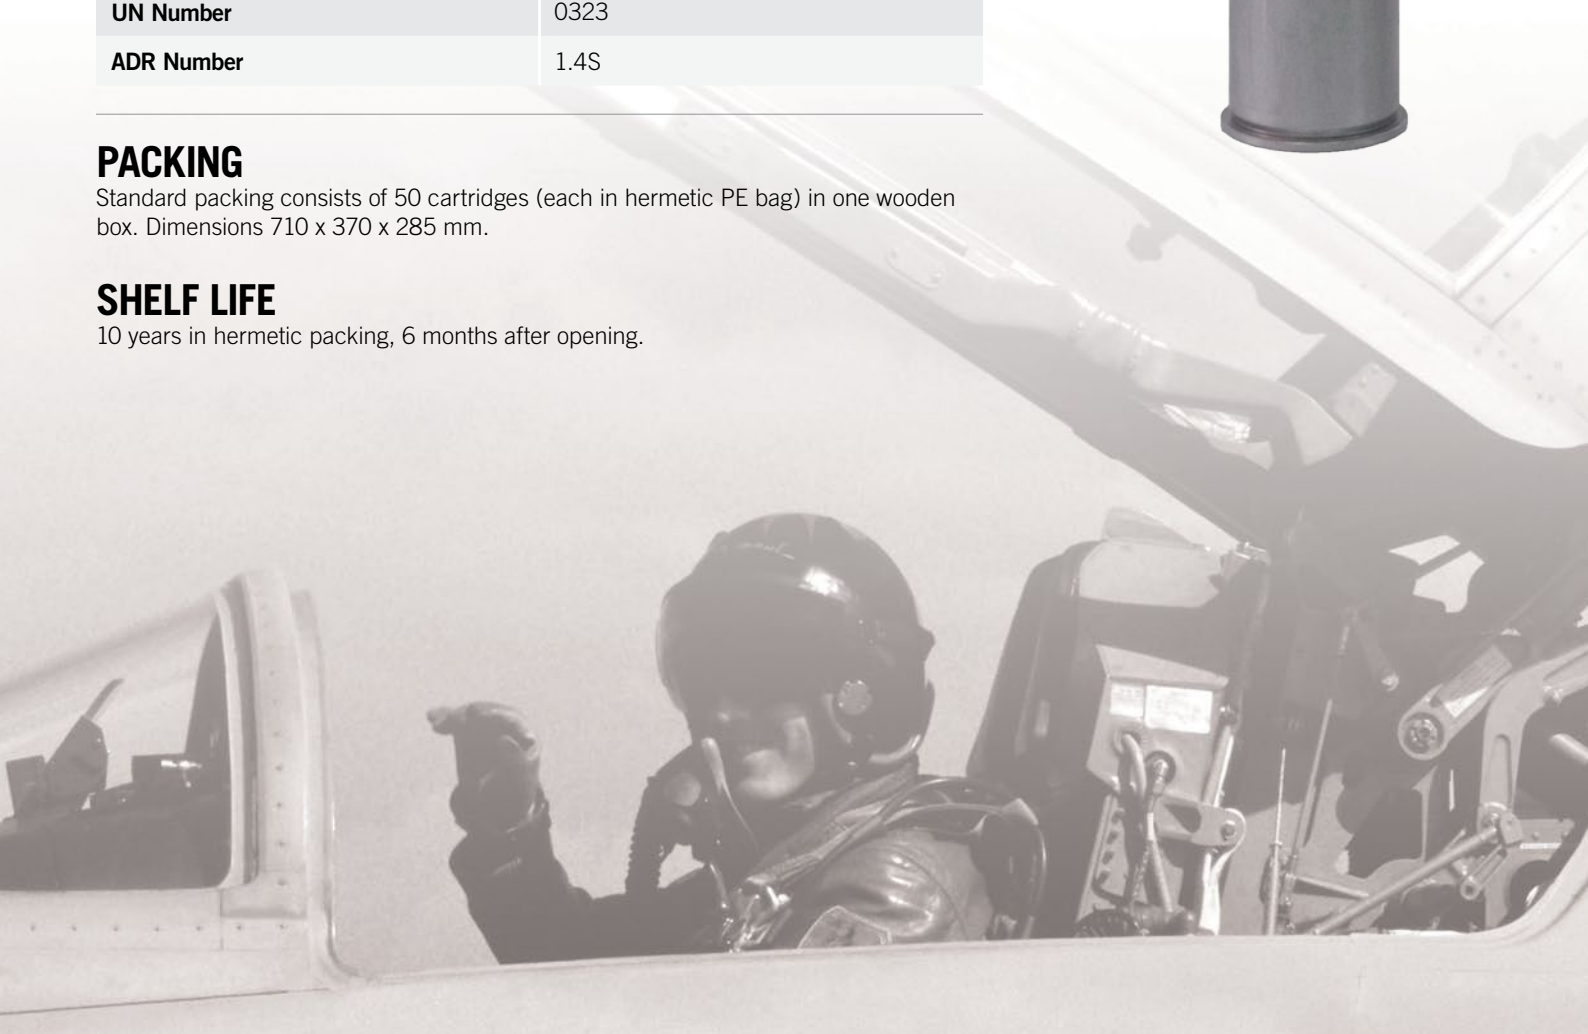 UN Number 0323
ADR Number 1.4S
PACKING
Standard packing consists of 50 cartridges (each in hermetic PE bag) in one wooden
box. Dimensions 710 x 370 x 285 mm.
SHELF LIFE
10 years in hermetic packing, 6 months after opening.